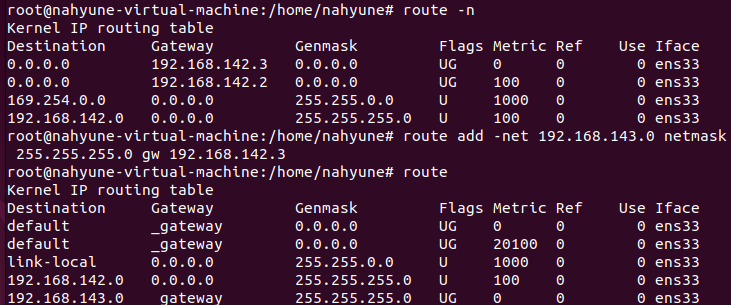 root@nahyune-virtual-machine:/home/nahyune# route -n
Kernel IP routing table
Destination Gateway Genmask Flags Metric Ref Use Iface
0.0.0.0 192.168.142.3 0.0.0.0 UG 0 0 0 ens33
0.0.0.0 192.168.142.2 0.0.0.0 UG 100 0 0 ens33
169.254.0.0 0.0.0.0 255.255.0.0 U 1000 0 0 ens33
192.168.142.0 0.0.0.0 255.255.255.0 U 100 0 0 ens33
root@nahyune-virtual-machine:/home/nahyune# route add -net 192.168.143.0 netmask
255.255.255.0 gw 192.168.142.3
root@nahyune-virtual-machine:/home/nahyune# route
Kernel IP routing table
Destination Gateway Genmask Flags Metric Ref Use Iface
default _gateway 0.0.0.0 UG 0 0 0 ens33
default _gateway 0.0.0.0 UG 20100 0 0 ens33
link-local 0.0.0.0 255.255.0.0 U 1000 0 0 ens33
192.168.142.0 0.0.0.0 255.255.255.0 U 100 0 0 ens33
192.168.143.0 _gateway 255.255.255.0 UG 0 0 0 ens33